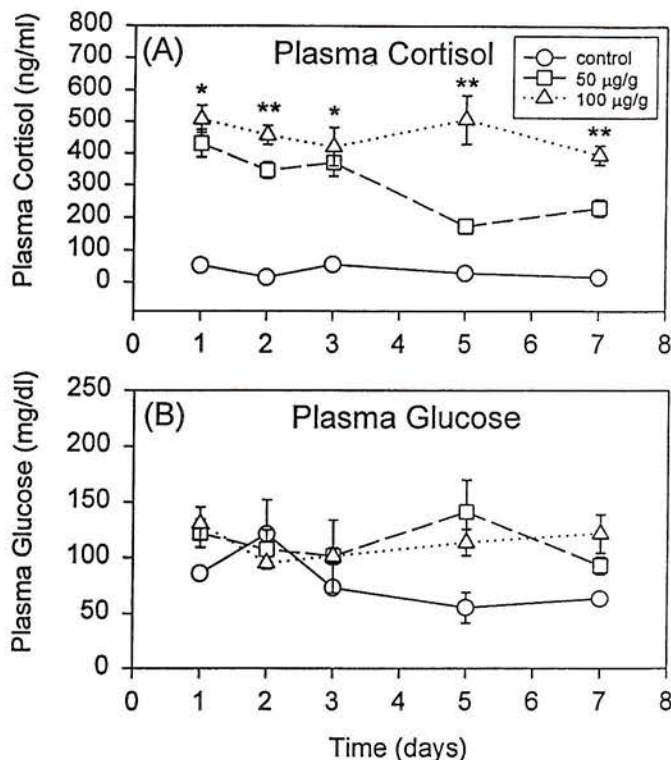 (A) Plasma Cortisol
control
50 µg/g
100 µg/g
Plasma Cortisol (ng/ml)
800
700
600
500
400
300
200
100
0
* ** * ** **
0 1 2 3 4 5 6 7 8
(B) Plasma Glucose
Plasma Glucose (mg/dl)
250
200
150
100
50
0
0 1 2 3 4 5 6 7 8
Time (days)